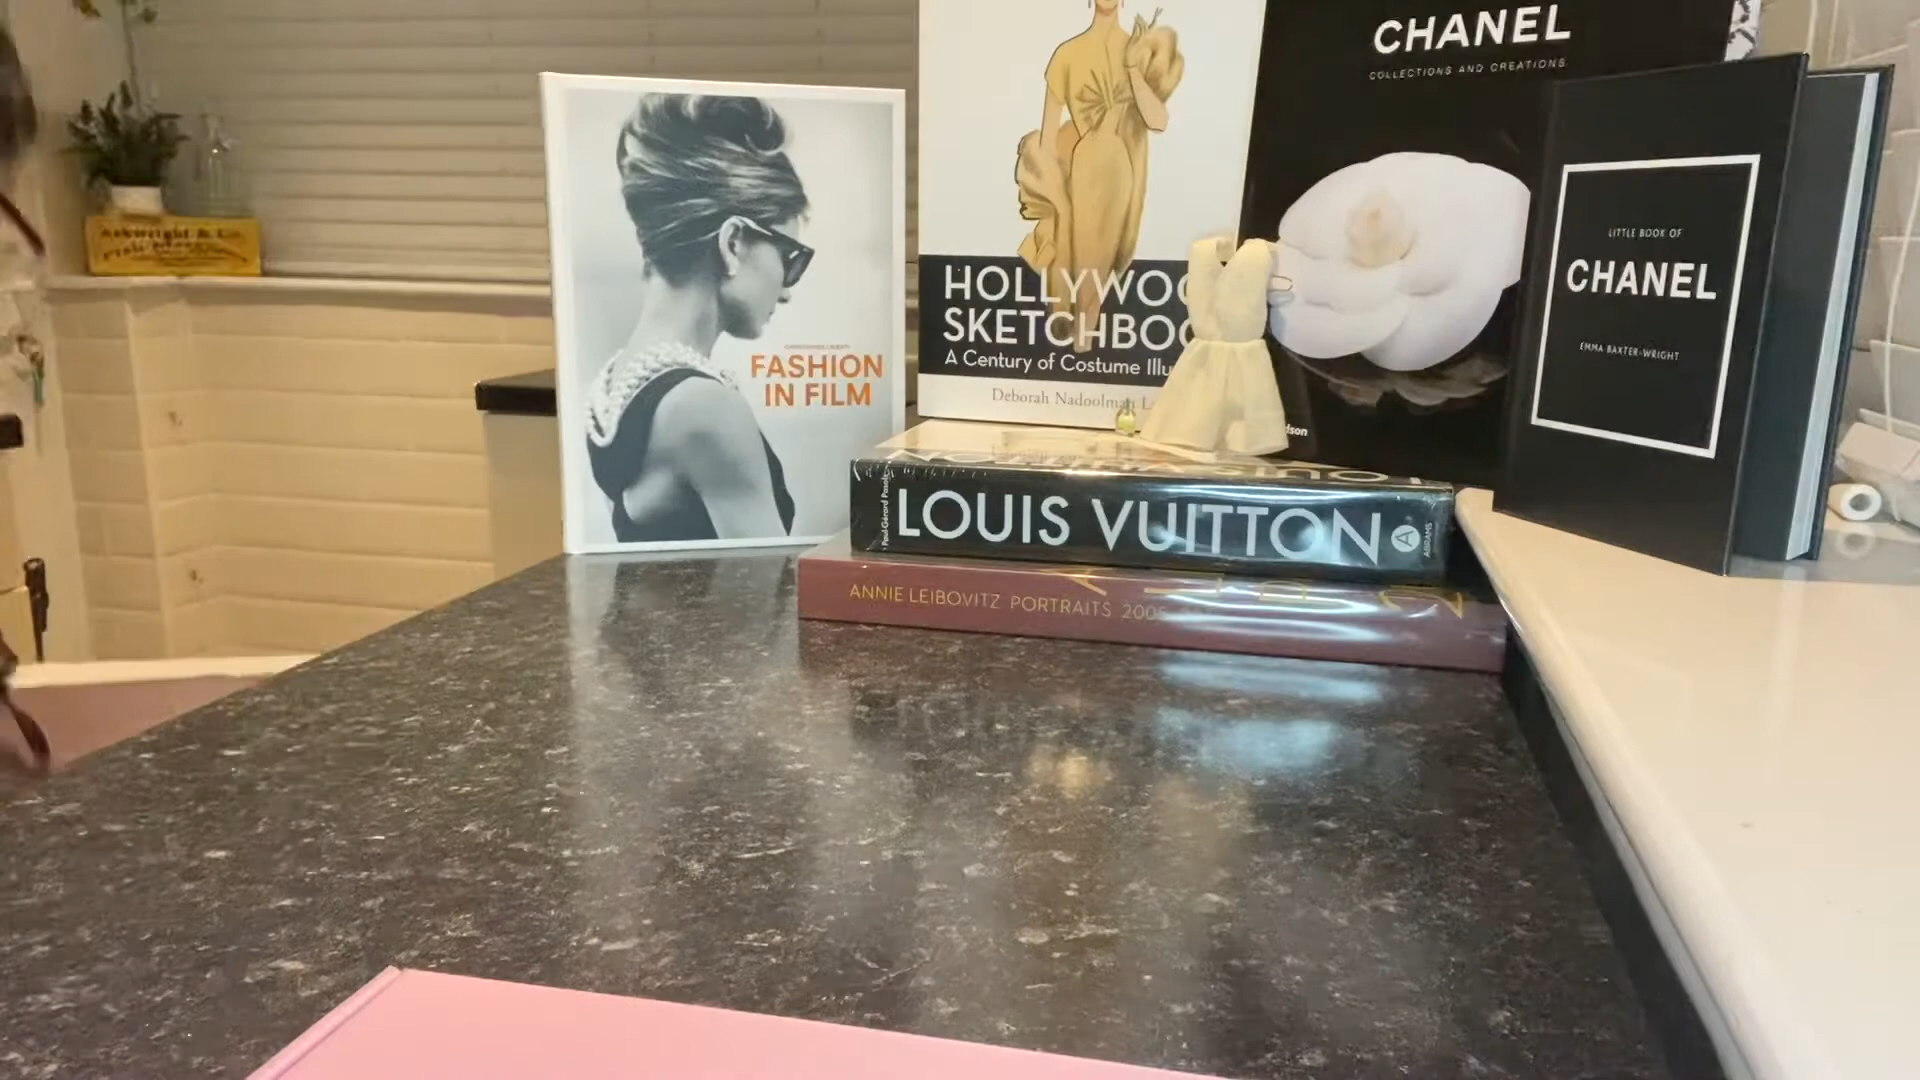 FASHION
IN FILM
HOLLYWOO
SKETCHBOO
A Century of Costume Illu
Deborah Nadoolman L
CHANEL
COLLECTIONS AND CREATIONS
LITTLE BOOK OF
CHANEL
EMMA BAXTER-WRIGHT
LOUIS VUITTON
ABRAMS
ANNIE LEIBOVITZ PORTRAITS 2005